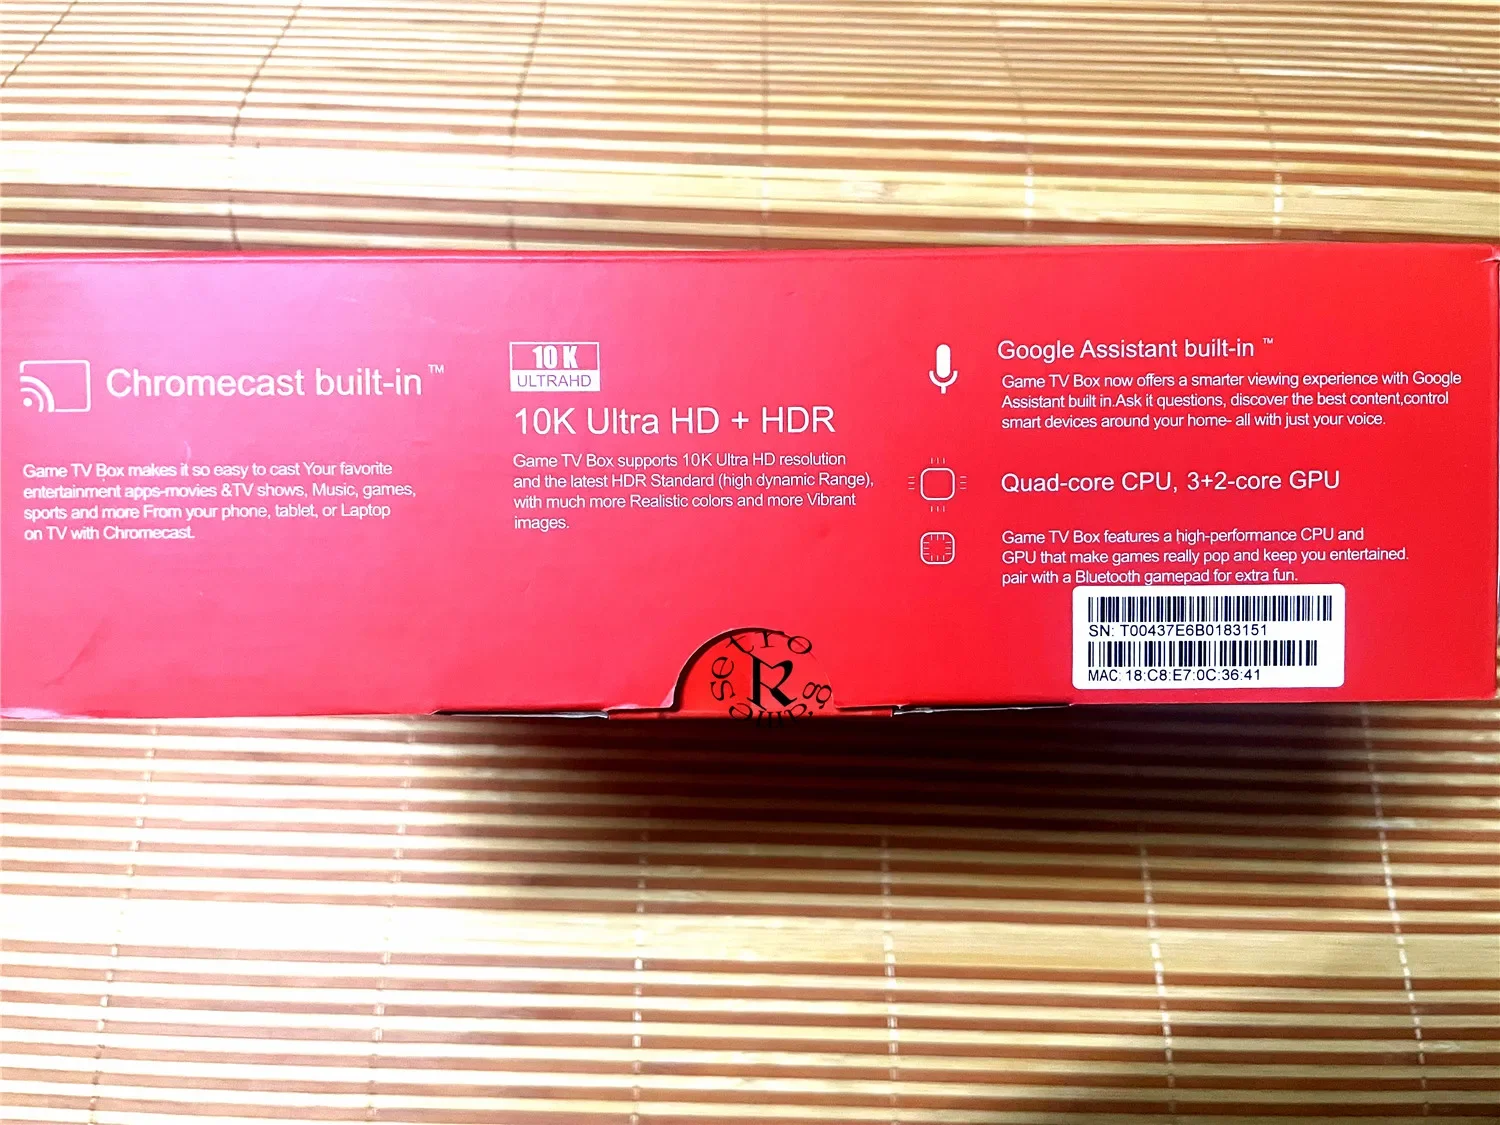 Chromecast built-in™
Game TV Box makes it so easy to cast Your favorite
entertainment apps-movies &TV shows, Music, games,
sports and more From your phone, tablet, or Laptop
on TV with Chromecast.
10 K
ULTRAHD
10K Ultra HD + HDR
Game TV Box supports 10K Ultra HD resolution
and the latest HDR Standard (high dynamic Range),
with much more Realistic colors and more Vibrant
images.
Google Assistant built-in ™
Game TV Box now offers a smarter viewing experience with Google
Assistant built in.Ask it questions, discover the best content,control
smart devices around your home- all with just your voice.
Quad-core CPU, 3+2-core GPU
Game TV Box features a high-performance CPU and
GPU that make games really pop and keep you entertained.
pair with a Bluetooth gamepad for extra fun.
SN: T00437E6B0183151
MAC: 18:C8:E7:0C:36:41
retro
R